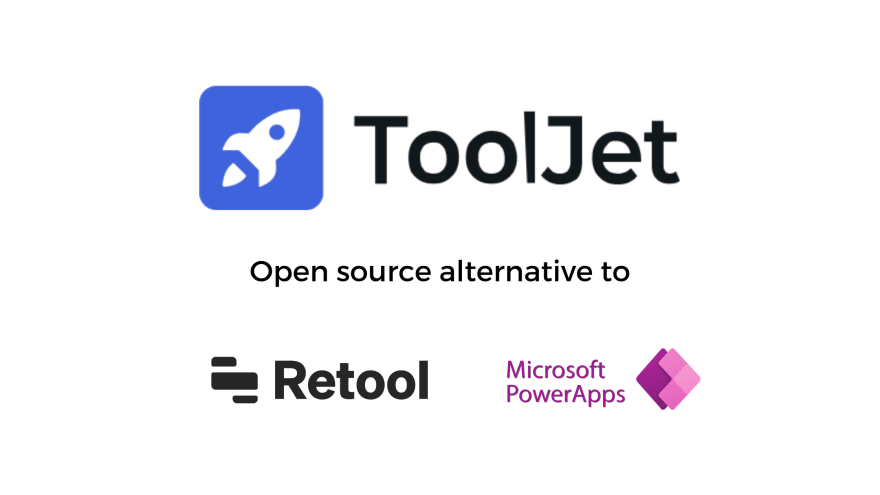 ToolJet
Open source alternative to
Retool
Microsoft
PowerApps